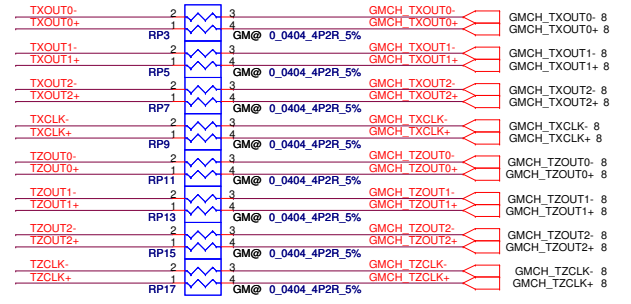 TXOUT0- 2 3 GMCH_TXOUT0- GMCH_TXOUT0- 8
TXOUT0+ 1 4 GMCH_TXOUT0+ GMCH_TXOUT0+ 8
RP3 GM@ 0_0404_4P2R_5%
TXOUT1- 2 3 GMCH_TXOUT1- GMCH_TXOUT1- 8
TXOUT1+ 1 4 GMCH_TXOUT1+ GMCH_TXOUT1+ 8
RP5 GM@ 0_0404_4P2R_5%
TXOUT2- 2 3 GMCH_TXOUT2- GMCH_TXOUT2- 8
TXOUT2+ 1 4 GMCH_TXOUT2+ GMCH_TXOUT2+ 8
RP7 GM@ 0_0404_4P2R_5%
TXCLK- 2 3 GMCH_TXCLK- GMCH_TXCLK- 8
TXCLK+ 1 4 GMCH_TXCLK+ GMCH_TXCLK+ 8
RP9 GM@ 0_0404_4P2R_5%
TZOUT0- 2 3 GMCH_TZOUT0- GMCH_TZOUT0- 8
TZOUT0+ 1 4 GMCH_TZOUT0+ GMCH_TZOUT0+ 8
RP11 GM@ 0_0404_4P2R_5%
TZOUT1- 2 3 GMCH_TZOUT1- GMCH_TZOUT1- 8
TZOUT1+ 1 4 GMCH_TZOUT1+ GMCH_TZOUT1+ 8
RP13 GM@ 0_0404_4P2R_5%
TZOUT2- 2 3 GMCH_TZOUT2- GMCH_TZOUT2- 8
TZOUT2+ 1 4 GMCH_TZOUT2+ GMCH_TZOUT2+ 8
RP15 GM@ 0_0404_4P2R_5%
TZCLK- 2 3 GMCH_TZCLK- GMCH_TZCLK- 8
TZCLK+ 1 4 GMCH_TZCLK+ GMCH_TZCLK+ 8
RP17 GM@ 0_0404_4P2R_5%